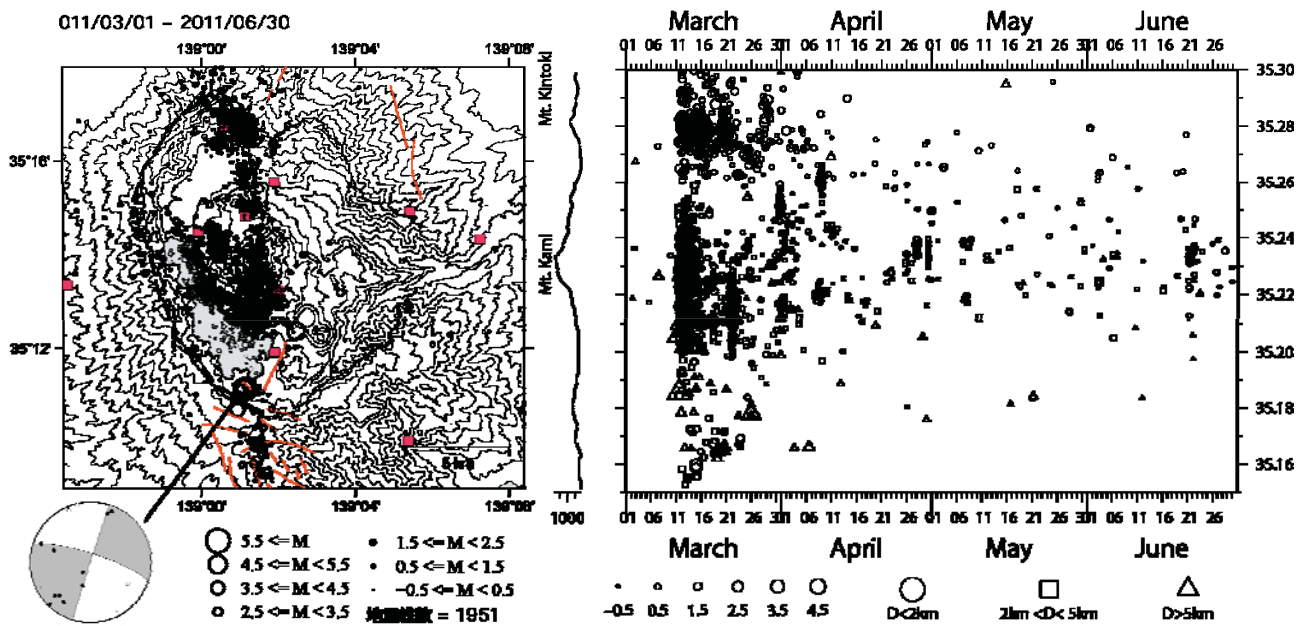 011/03/01 – 2011/06/30
139°00'
139°04'
139°08'
35°16'
35°12'
5 km
139°00'
139°04'
139°08'
Mt. Kintoki
Mt. Kami
1000
5.5 <= M
4.5 <= M < 5.5
3.5 <= M < 4.5
2.5 <= M < 3.5
1.5 <= M < 2.5
0.5 <= M < 1.5
−0.5 <= M < 0.5
= 1951
March April May June
01 06 11 16 21 26 06 11 16 21 26 06 11 16 21 26 06 11 16 21 26
35.30
35.28
35.26
35.24
35.22
35.20
35.18
35.16
01 06 11 16 21 26 06 11 16 21 26 06 11 16 21 26 06 11 16 21 26
March April May June
−0.5 0.5 1.5 2.5 3.5 4.5 D<2km 2km <D< 5km D>5km